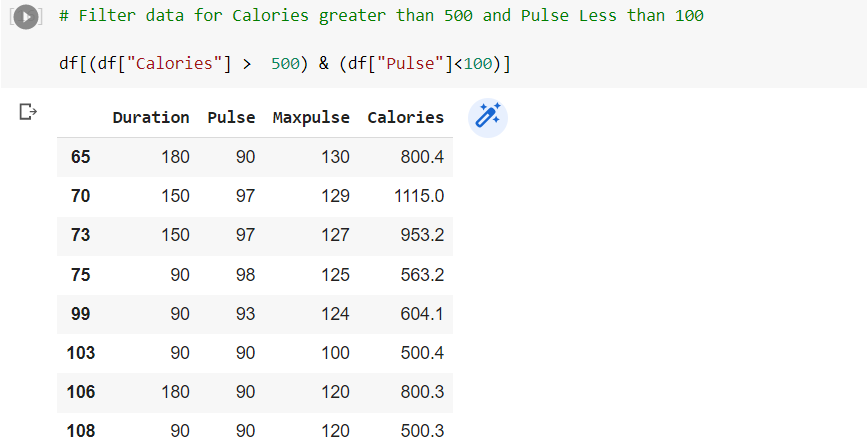 # Filter data for Calories greater than 500 and Pulse Less than 100
df[(df["Calories"] >  500) & (df["Pulse"]<100)]
Duration Pulse Maxpulse Calories
65 180 90 130 800.4
70 150 97 129 1115.0
73 150 97 127 953.2
75 90 98 125 563.2
99 90 93 124 604.1
103 90 90 100 500.4
106 180 90 120 800.3
108 90 90 120 500.3